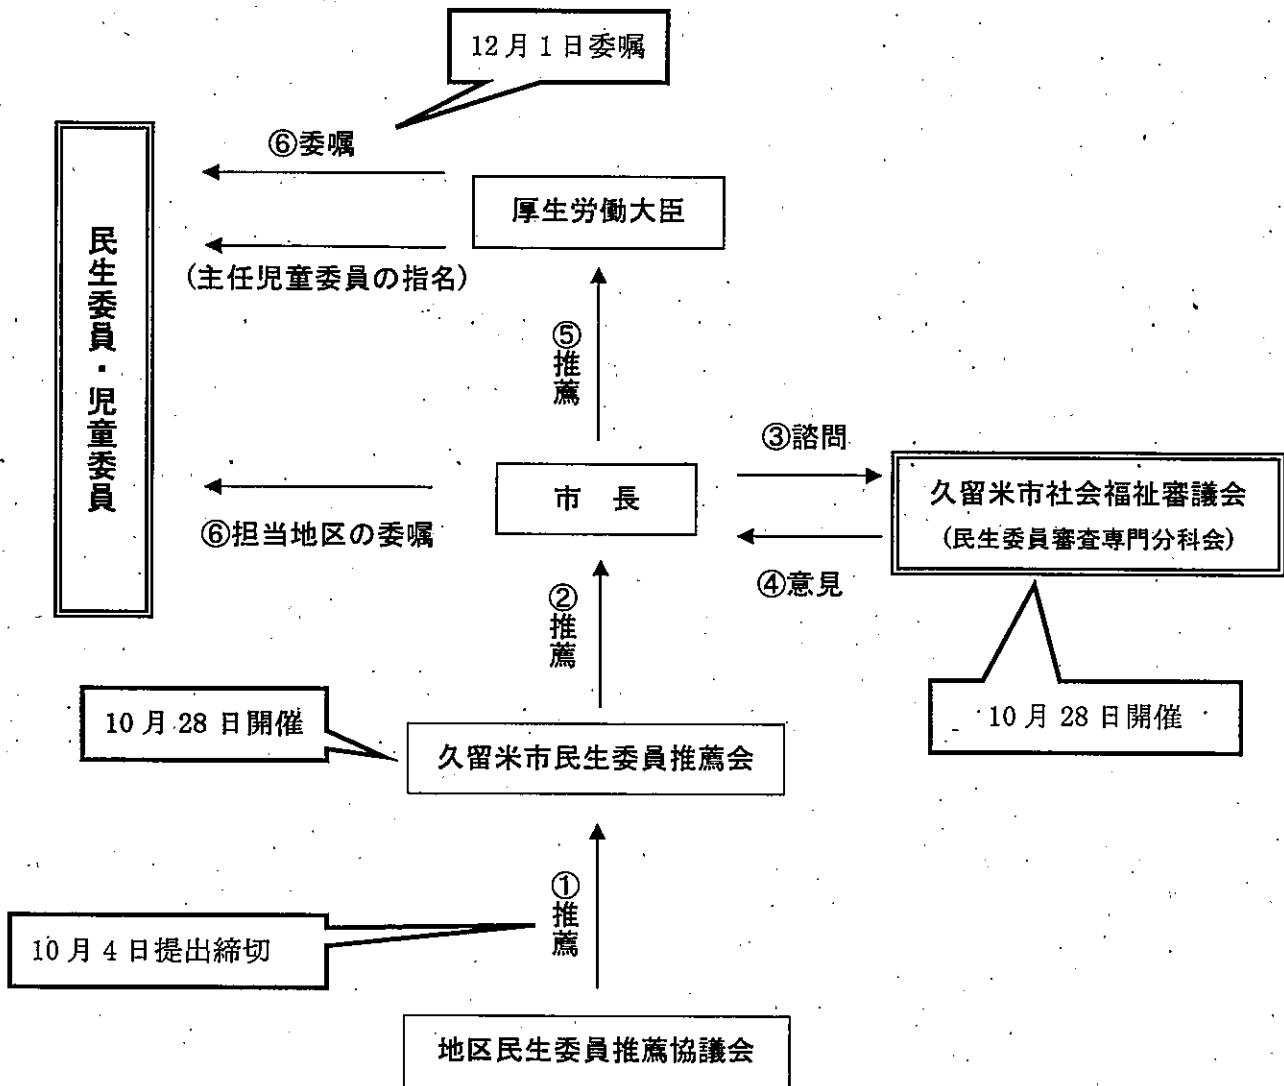 12月1日委嘱
⑥委嘱
厚生労働大臣
(主任児童委員の指名)
民生委員・児童委員
⑤推薦
③諮問
市　長
久留米市社会福祉審議会
(民生委員審査専門分科会)
⑥担当地区の委嘱
④意見
②推薦
10月28日開催
10月28日開催
久留米市民生委員推薦会
①推薦
10月4日提出締切
地区民生委員推薦協議会